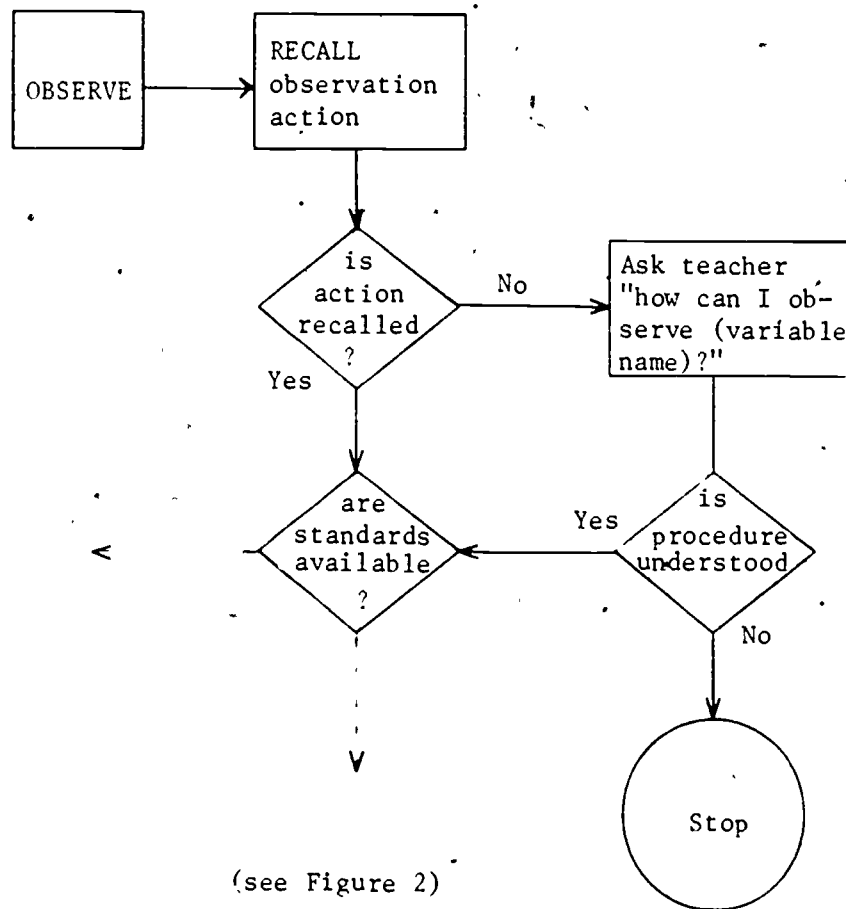 OBSERVE
RECALL
observation
action
is
action
recalled
?
No
Yes
Ask teacher
"how can I ob-
serve (variable
name)?"
are
standards
available
?
Yes
is
procedure
understood
No
Stop
(see Figure 2)